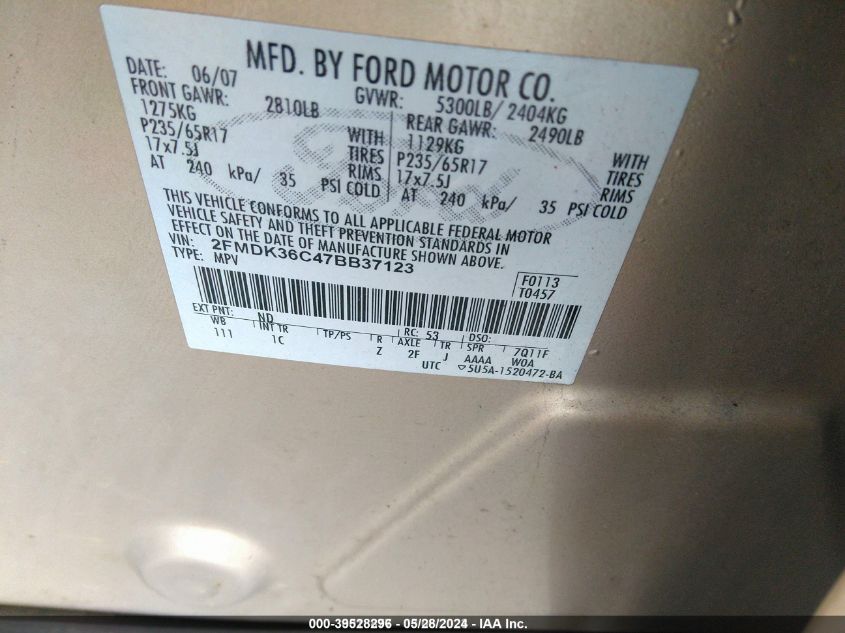 MFD. BY FORD MOTOR CO.
DATE: 06/07 GVWR: 5300LB/ 2404KG
FRONT GAWR: 2810LB REAR GAWR: 2490LB
1275KG WITH 1129KG WITH
P235/65R17 TIRES P235/65R17 TIRES
17x7.5J RIMS 17x7.5J RIMS
AT 240 kPa/ 35 PSI COLD AT 240 kPa/ 35 PSI COLD
THIS VEHICLE CONFORMS TO ALL APPLICABLE FEDERAL MOTOR
VEHICLE SAFETY AND THEFT PREVENTION STANDARDS IN
EFFECT ON THE DATE OF MANUFACTURE SHOWN ABOVE.
VIN: 2FMDK36C47BB37123
TYPE: MPV
F0113
T0457
EXT PNT: ND RC: 53 DSO:
WB INT TR TP/PS R AXLE TR SPR 7Q11F
111 1C Z 2F J AAAA WOA
UTC ▽5U5A-1520472-BA
000-39528296 - 05/28/2024 - IAA Inc.